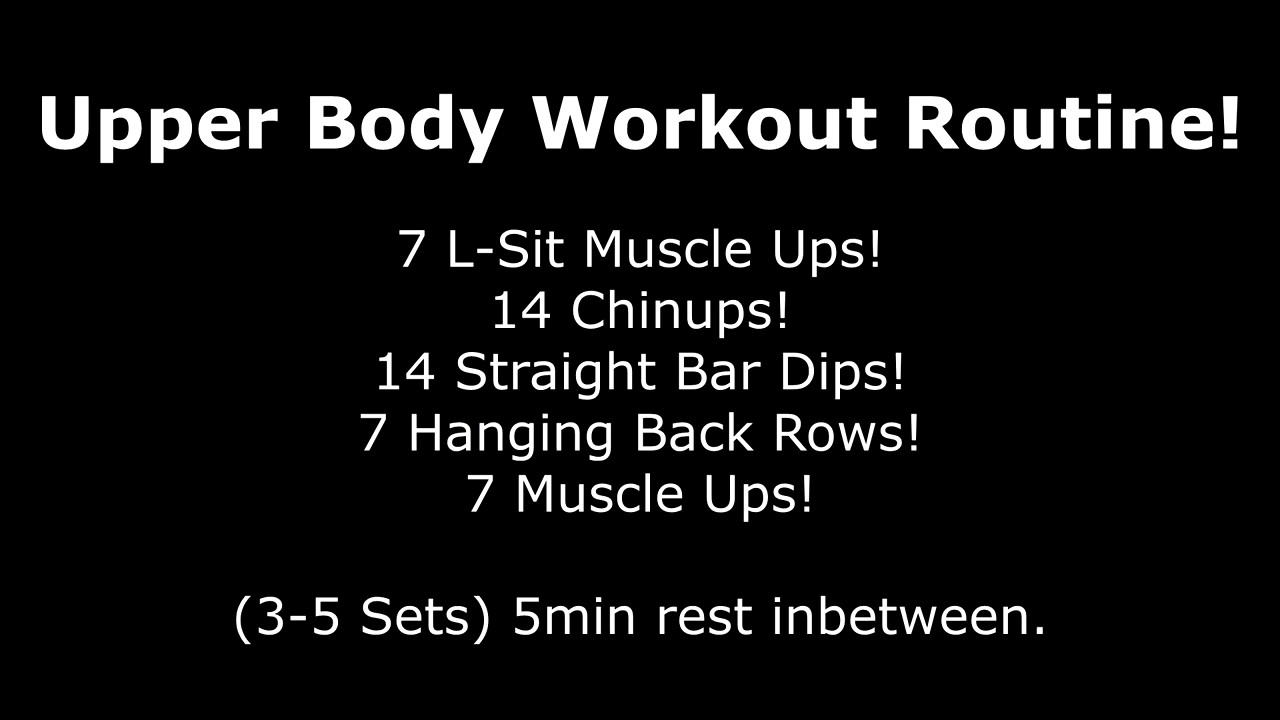 Upper Body Workout Routine!
7 L-Sit Muscle Ups!
14 Chinups!
14 Straight Bar Dips!
7 Hanging Back Rows!
7 Muscle Ups!
(3-5 Sets) 5min rest inbetween.